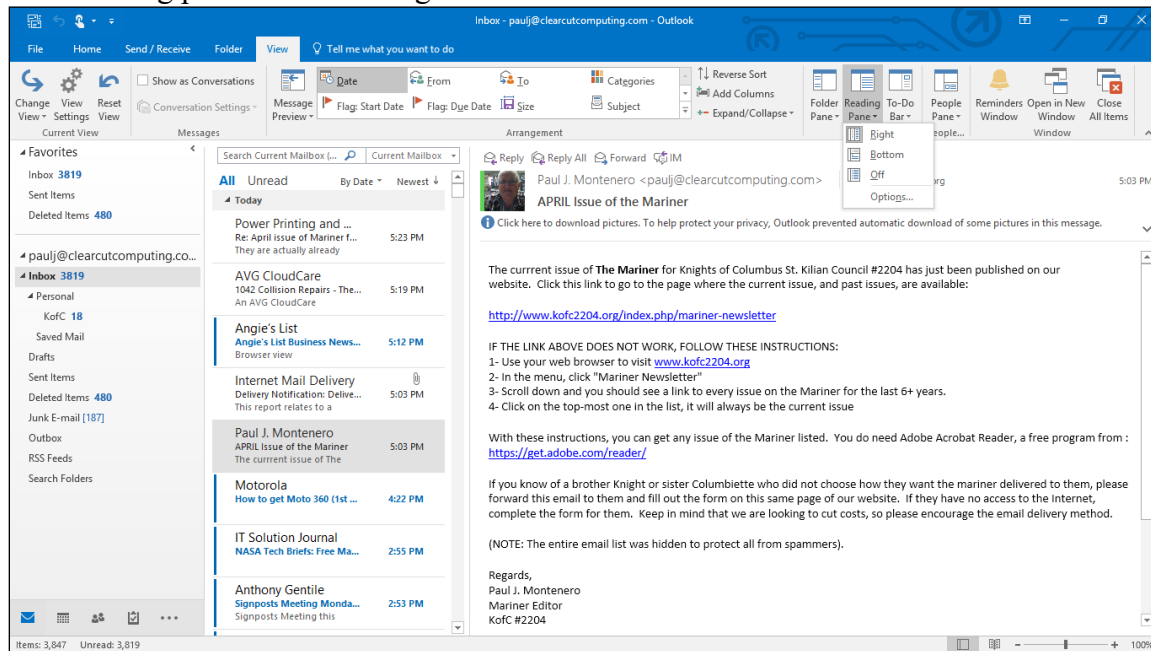 Inbox - paulj@clearcutcomputing.com - Outlook
File Home Send / Receive Folder View Tell me what you want to do
Change View
View Settings
Reset View
Current View
Show as Conversations
Conversation Settings
Messages
Message Preview
Date From To Categories
Flag: Start Date Flag: Due Date Size Subject
Reverse Sort
Add Columns
Expand/Collapse
Arrangement
Folder Pane
Reading Pane
To-Do Bar
People Pane
Reminders Window
Open in New Window
Close All Items
Window
Right
Bottom
Off
Options...
Favorites
Inbox 3819
Sent Items
Deleted Items 480
paulj@clearcutcomputing.co...
Inbox 3819
Personal
KofC 18
Saved Mail
Drafts
Sent Items
Deleted Items 480
Junk E-mail [187]
Outbox
RSS Feeds
Search Folders
Search Current Mailbox (... Current Mailbox
All Unread By Date Newest
Today
Power Printing and ...
Re: April issue of Mariner f... 5:23 PM
They are actually already
AVG CloudCare
1042 Collision Repairs - The... 5:19 PM
An AVG CloudCare
Angie's List
Angie's List Business News... 5:12 PM
Browser view
Internet Mail Delivery
Delivery Notification: Delive... 5:03 PM
This report relates to a
Paul J. Montenero
APRIL Issue of the Mariner 5:03 PM
The currrent issue of The
Motorola
How to get Moto 360 (1st ... 4:22 PM
IT Solution Journal
NASA Tech Briefs: Free Ma... 2:55 PM
Anthony Gentile
Signposts Meeting Monda... 2:53 PM
Signposts Meeting this
Reply Reply All Forward IM
Paul J. Montenero <paulj@clearcutcomputing.com> 5:03 PM
APRIL Issue of the Mariner
Click here to download pictures. To help protect your privacy, Outlook prevented automatic download of some pictures in this message.
The currrent issue of The Mariner for Knights of Columbus St. Kilian Council #2204 has just been published on our
website. Click this link to go to the page where the current issue, and past issues, are available:
http://www.kofc2204.org/index.php/mariner-newsletter
IF THE LINK ABOVE DOES NOT WORK, FOLLOW THESE INSTRUCTIONS:
1- Use your web browser to visit www.kofc2204.org
2- In the menu, click "Mariner Newsletter"
3- Scroll down and you should see a link to every issue on the Mariner for the last 6+ years.
4- Click on the top-most one in the list, it will always be the current issue
With these instructions, you can get any issue of the Mariner listed. You do need Adobe Acrobat Reader, a free program from :
https://get.adobe.com/reader/
If you know of a brother Knight or sister Columbiette who did not choose how they want the mariner delivered to them, please
forward this email to them and fill out the form on this same page of our website. If they have no access to the Internet,
complete the form for them. Keep in mind that we are looking to cut costs, so please encourage the email delivery method.
(NOTE: The entire email list was hidden to protect all from spammers).
Regards,
Paul J. Montenero
Mariner Editor
KofC #2204
Items: 3,847 Unread: 3,819
100%